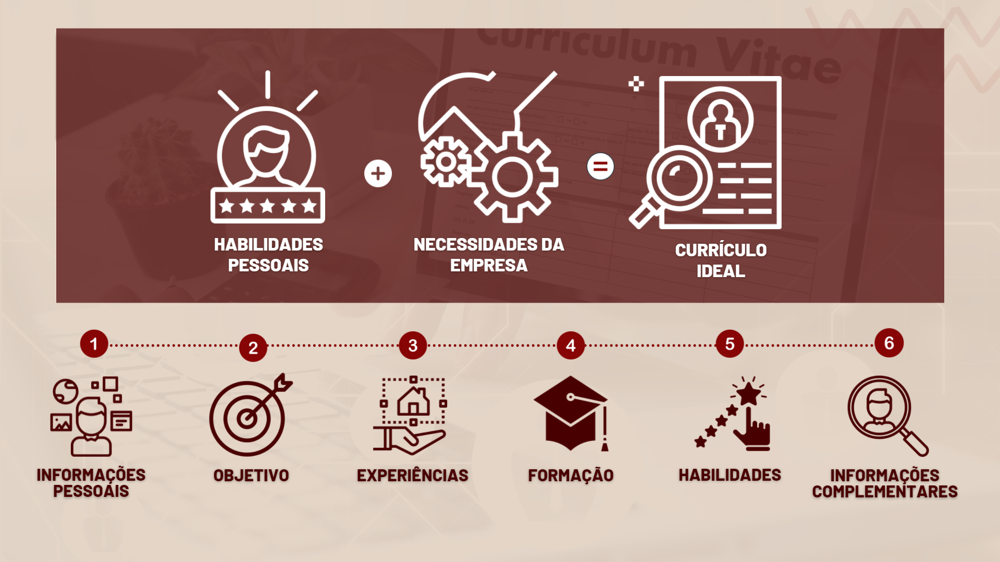 Curriculum Vitae
HABILIDADES
PESSOAIS
NECESSIDADES DA
EMPRESA
CURRÍCULO
IDEAL
1
2
3
4
5
6
INFORMAÇÕES
PESSOAIS
OBJETIVO
EXPERIÊNCIAS
FORMAÇÃO
HABILIDADES
INFORMAÇÕES
COMPLEMENTARES